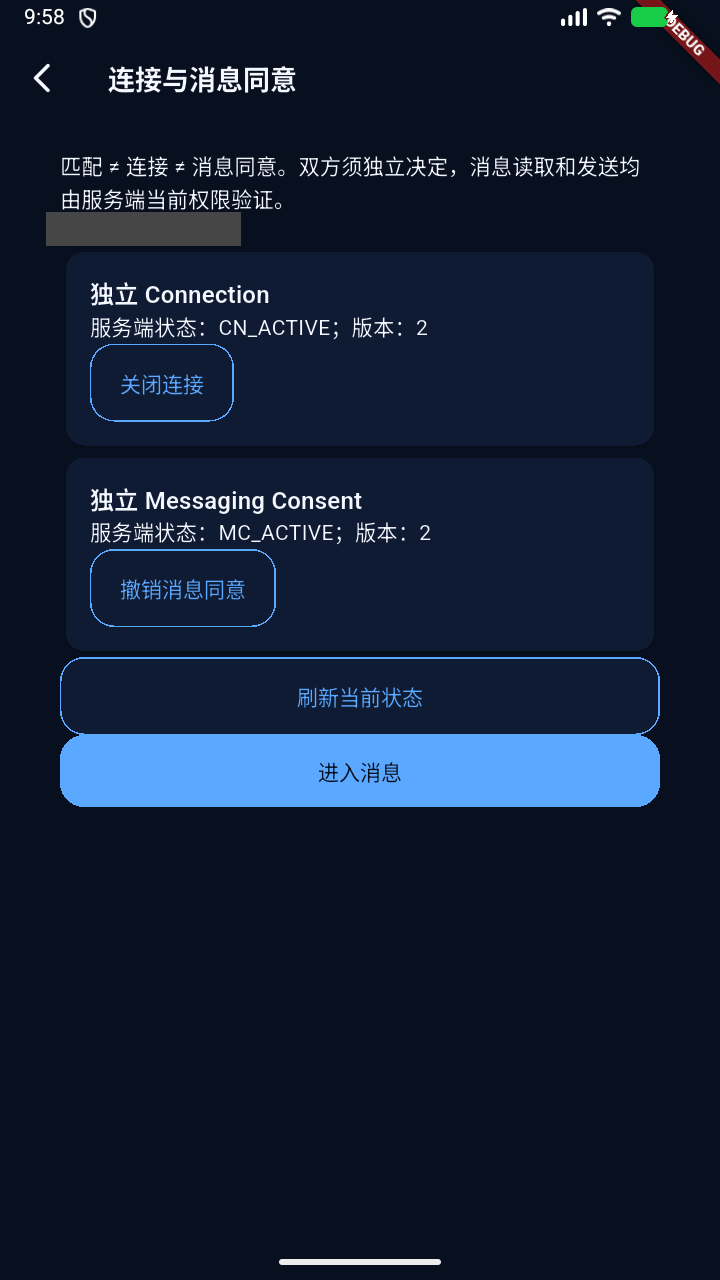 9:58
DEBUG
连接与消息同意
匹配 ≠ 连接 ≠ 消息同意。双方须独立决定，消息读取和发送均
由服务端当前权限验证。
独立 Connection
服务端状态：CN_ACTIVE；版本：2
关闭连接
独立 Messaging Consent
服务端状态：MC_ACTIVE；版本：2
撤销消息同意
刷新当前状态
进入消息